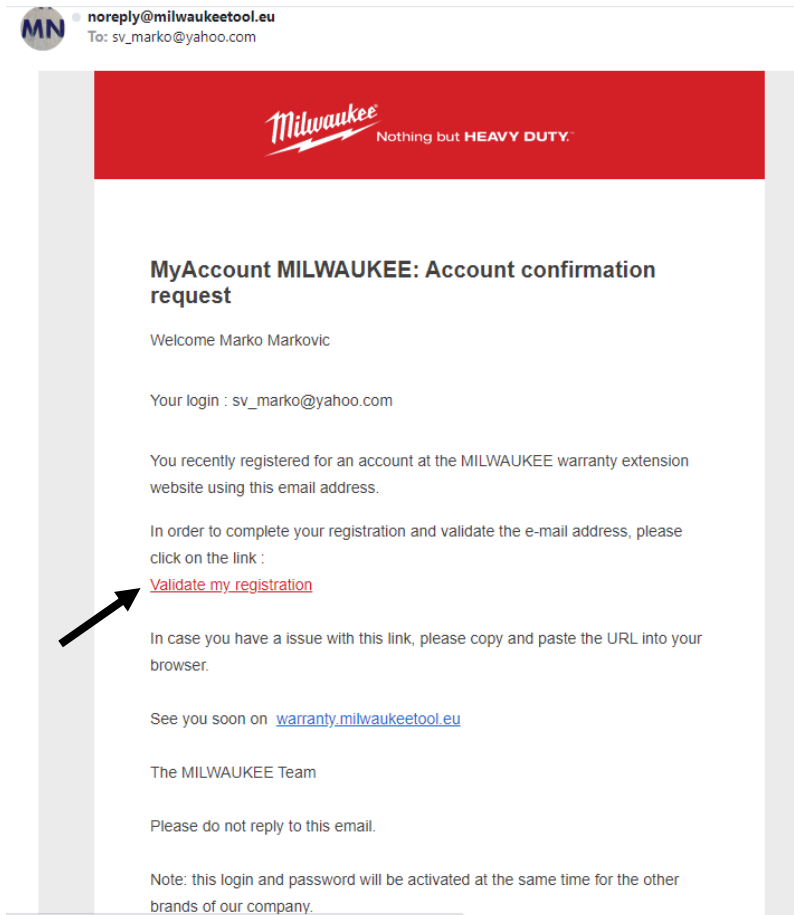 MN
noreply@milwaukeetool.eu
To: sv_marko@yahoo.com
Milwaukee®
Nothing but HEAVY DUTY.™
MyAccount MILWAUKEE: Account confirmation
request
Welcome Marko Markovic
Your login : sv_marko@yahoo.com
You recently registered for an account at the MILWAUKEE warranty extension
website using this email address.
In order to complete your registration and validate the e-mail address, please
click on the link :
Validate my registration
In case you have a issue with this link, please copy and paste the URL into your
browser.
See you soon on warranty.milwaukeetool.eu
The MILWAUKEE Team
Please do not reply to this email.
Note: this login and password will be activated at the same time for the other
brands of our company.